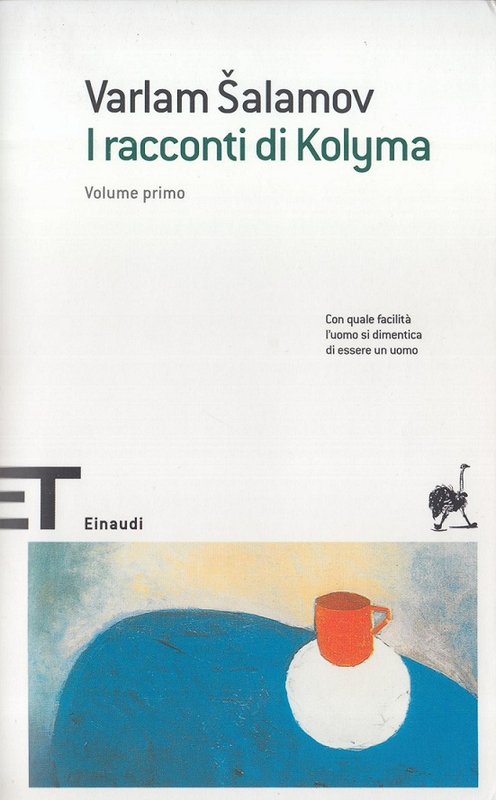 Varlam Šalamov
I racconti di Kolyma
Volume primo
Con quale facilità
l'uomo si dimentica
di essere un uomo
ET
Einaudi